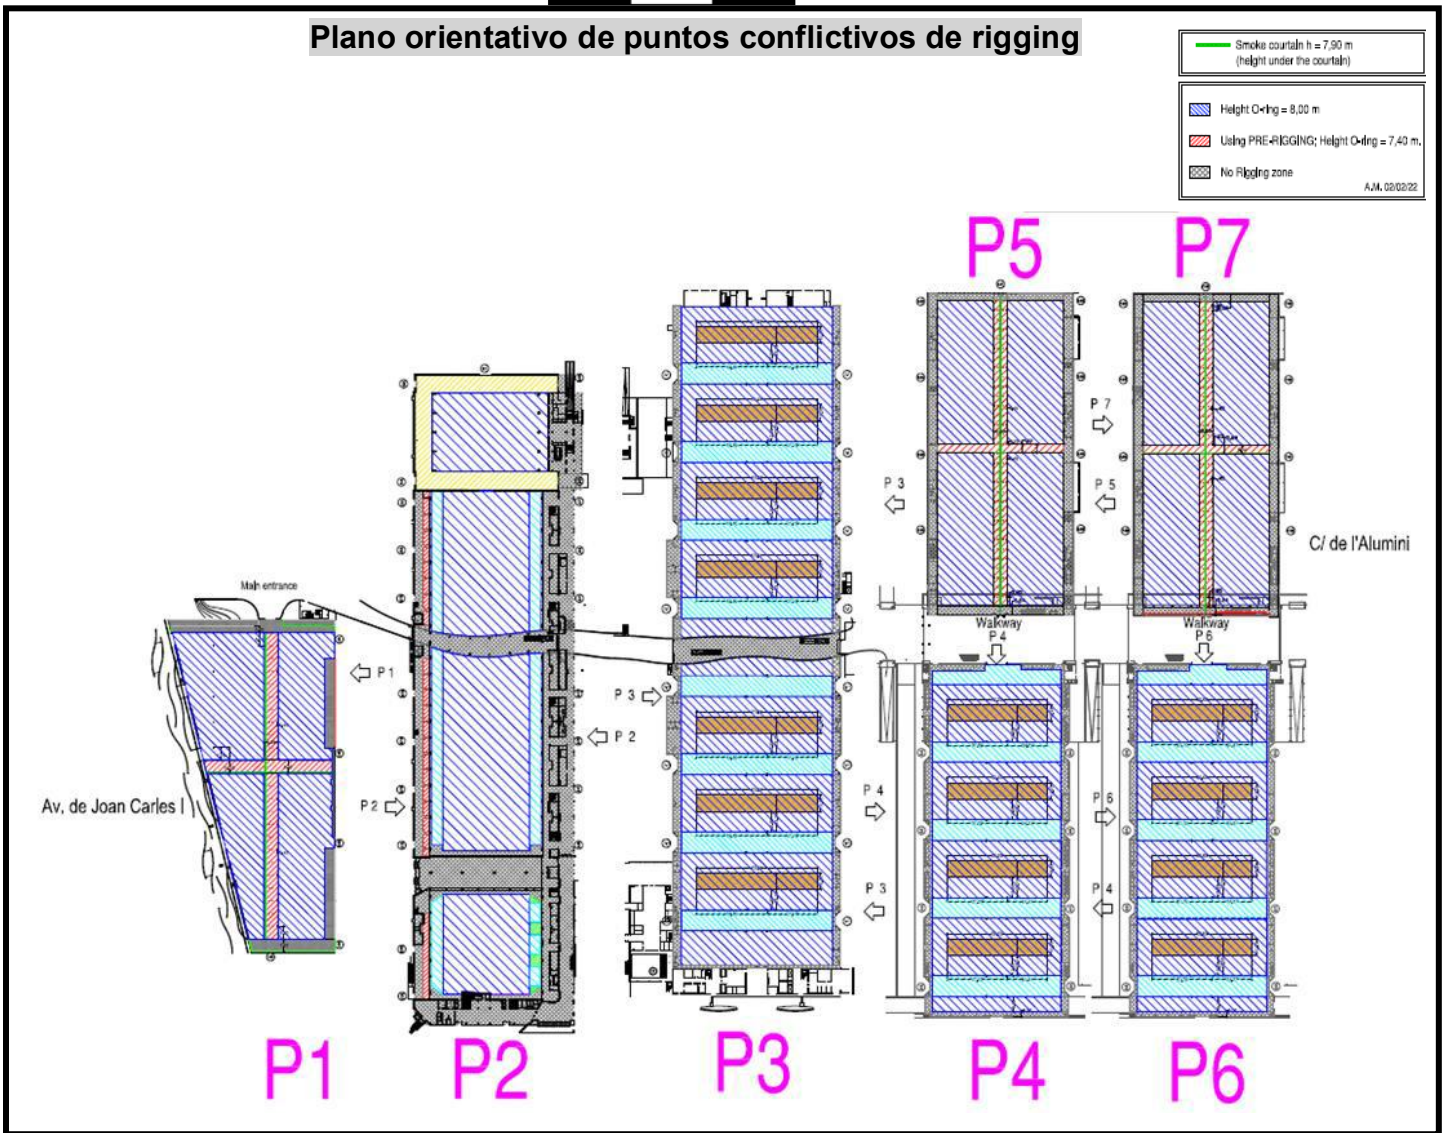 Plano orientativo de puntos conflictivos de rigging
Smoke courtain h = 7,90 m
(height under the courtain)
Height O-ring = 8,00 m
Using PRE-RIGGING; Height O-ring = 7,40 m.
No Rigging zone
A.M. 02/02/22
P5
P7
P 7
P 3
P 5
C/ de l'Alumini
Main entrance
Walkway
P 4
Walkway
P 6
P1
P 3
P 2
Av. de Joan Carles I
P2
P 4
P 6
P 3
P 4
P1
P2
P3
P4
P6